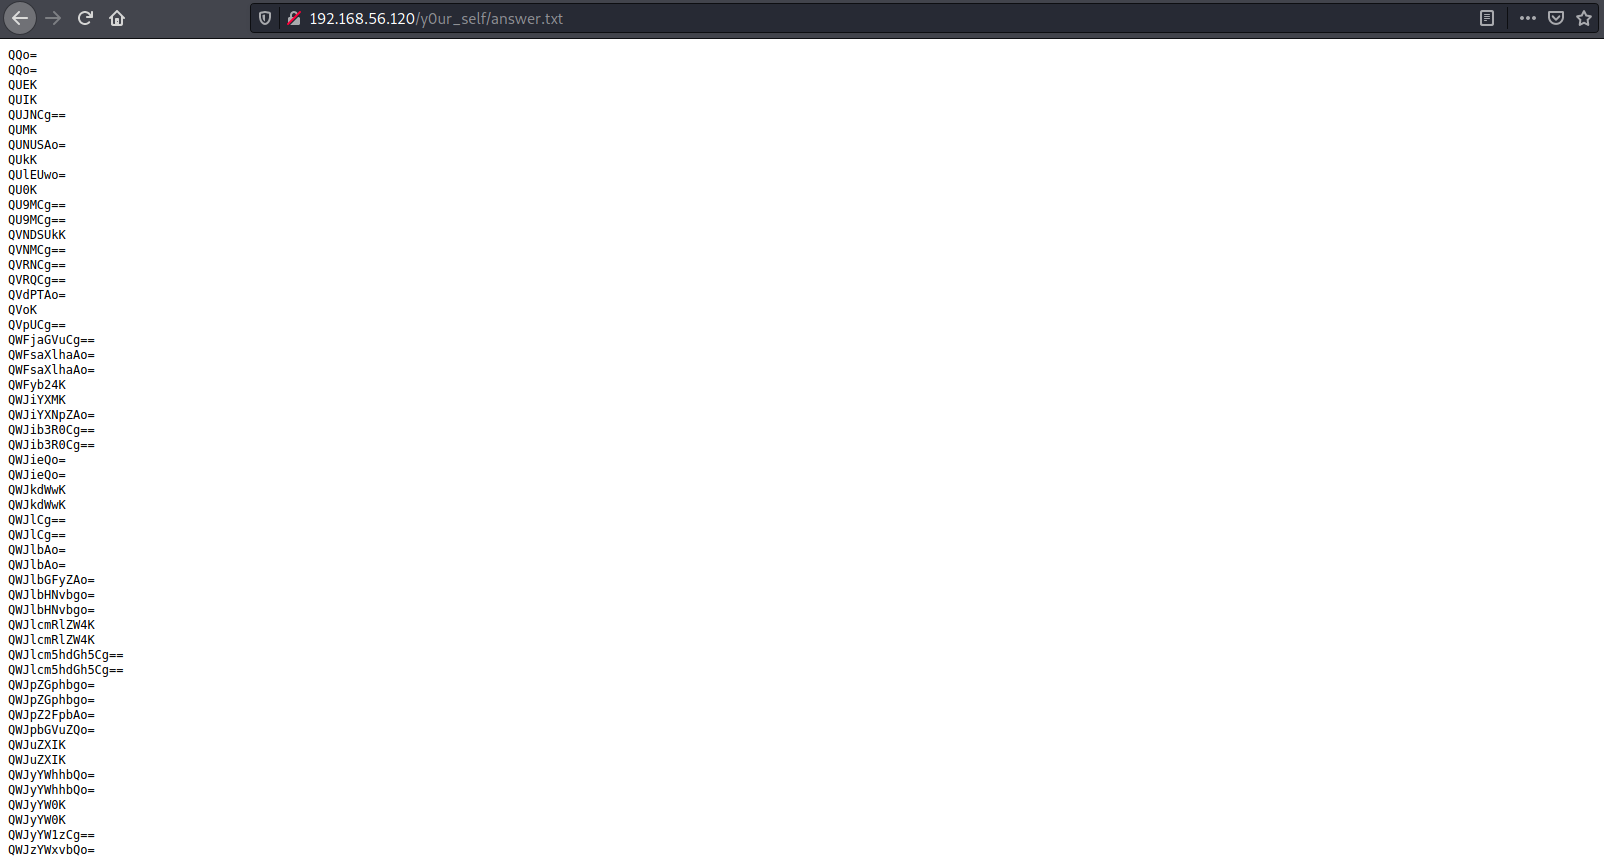 192.168.56.120/y0ur_self/answer.txt
QQo=
QQo=
QUEK
QUIK
QUJNCg==
QUMK
QUNUSAo=
QUkK
QUlEUwo=
QU0K
QU9MCg==
QU9MCg==
QVNDSUkK
QVNMCg==
QVRNCg==
QVRQCg==
QVdPTAo=
QVoK
QVpUCg==
QWFjaGVuCg==
QWFsaXlhaAo=
QWFsaXlhaAo=
QWFyb24K
QWJiYXMK
QWJiYXNpZAo=
QWJib3R0Cg==
QWJib3R0Cg==
QWJieQo=
QWJieQo=
QWJkdWwK
QWJkdWwK
QWJlCg==
QWJlCg==
QWJlbAo=
QWJlbAo=
QWJlbGFyZAo=
QWJlbHNvbgo=
QWJlbHNvbgo=
QWJlcmRlZW4K
QWJlcmRlZW4K
QWJlcm5hdGh5Cg==
QWJlcm5hdGh5Cg==
QWJpZGphbgo=
QWJpZGphbgo=
QWJpZ2FpbAo=
QWJpbGVuZQo=
QWJuZXIK
QWJuZXIK
QWJyYWhhbQo=
QWJyYWhhbQo=
QWJyYW0K
QWJyYW0K
QWJyYW1zCg==
QWJzYWxvbQo=